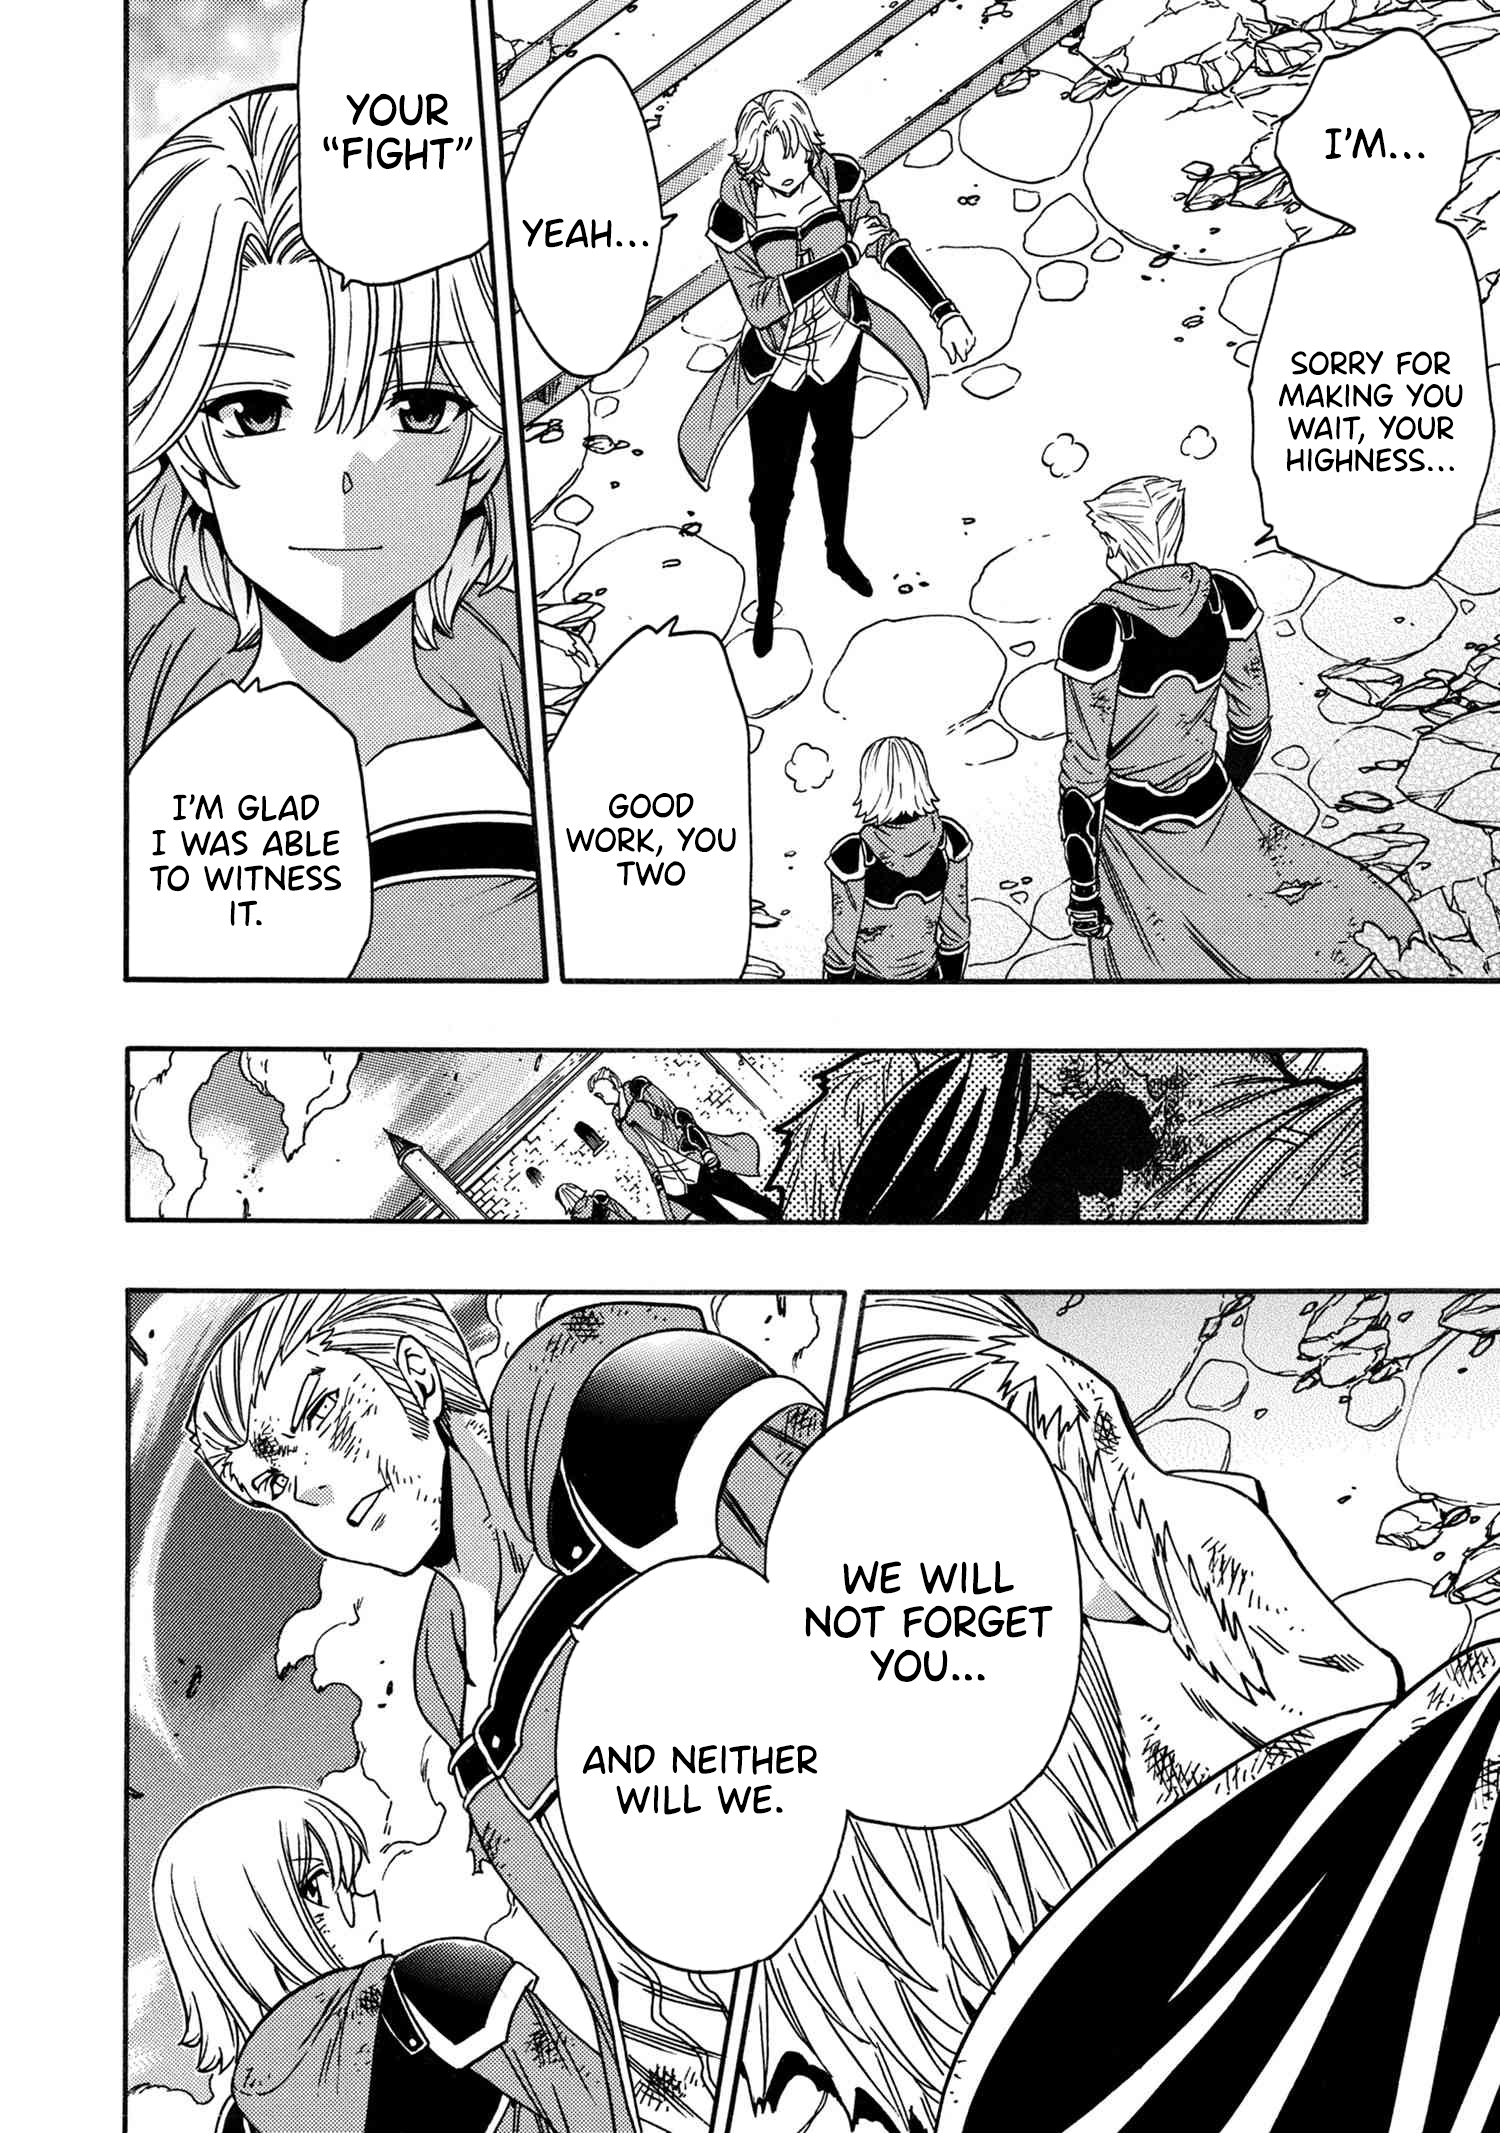 I'M...
SORRY FOR
MAKING YOU
WAIT, YOUR
HIGHNESS...
YEAH...
GOOD
WORK, YOU
TWO
YOUR
“FIGHT”
I'M GLAD
I WAS ABLE
TO WITNESS
IT.
WE WILL
NOT FORGET
YOU...
AND NEITHER
WILL WE.